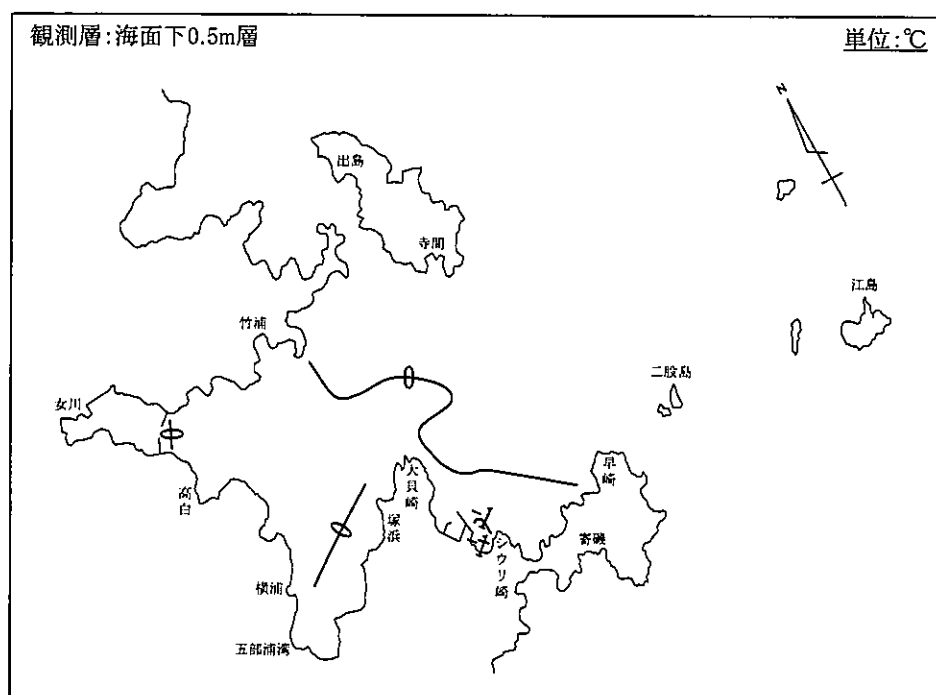 観測層:海面下0.5m層
単位:℃
N
出島
寺間
江島
竹浦
二股島
女川
早崎
大貝崎
高白
塚浜
シウリ崎
寄磯
横浦
五部浦湾